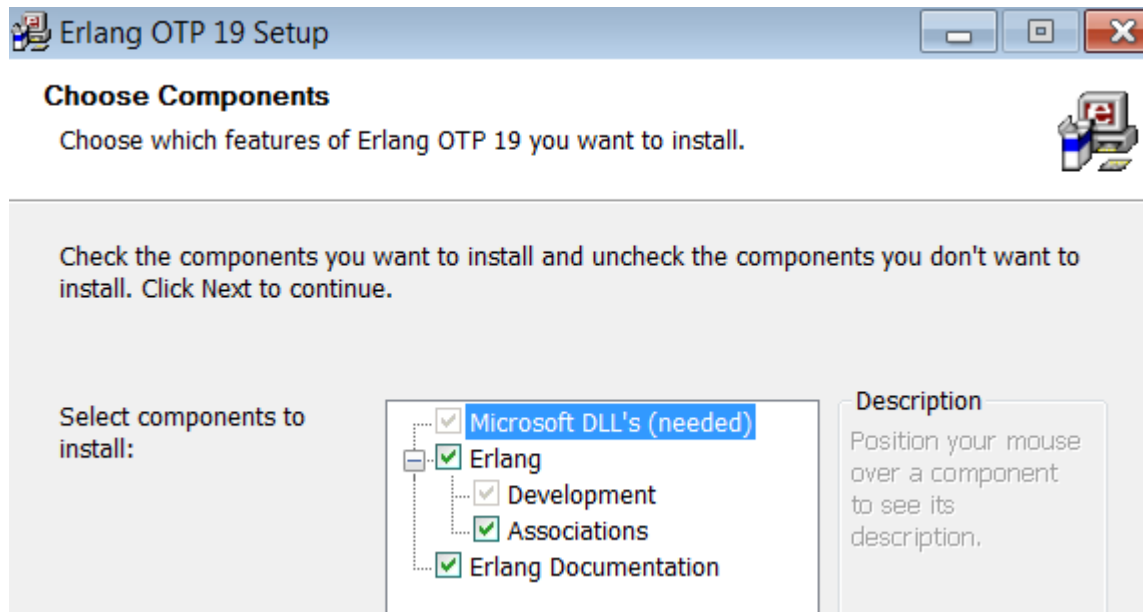 Erlang OTP 19 Setup
Choose Components
Choose which features of Erlang OTP 19 you want to install.
Check the components you want to install and uncheck the components you don't want to
install. Click Next to continue.
Select components to
install:
Microsoft DLL's (needed)
Erlang
Development
Associations
Erlang Documentation
Description
Position your mouse
over a component
to see its
description.